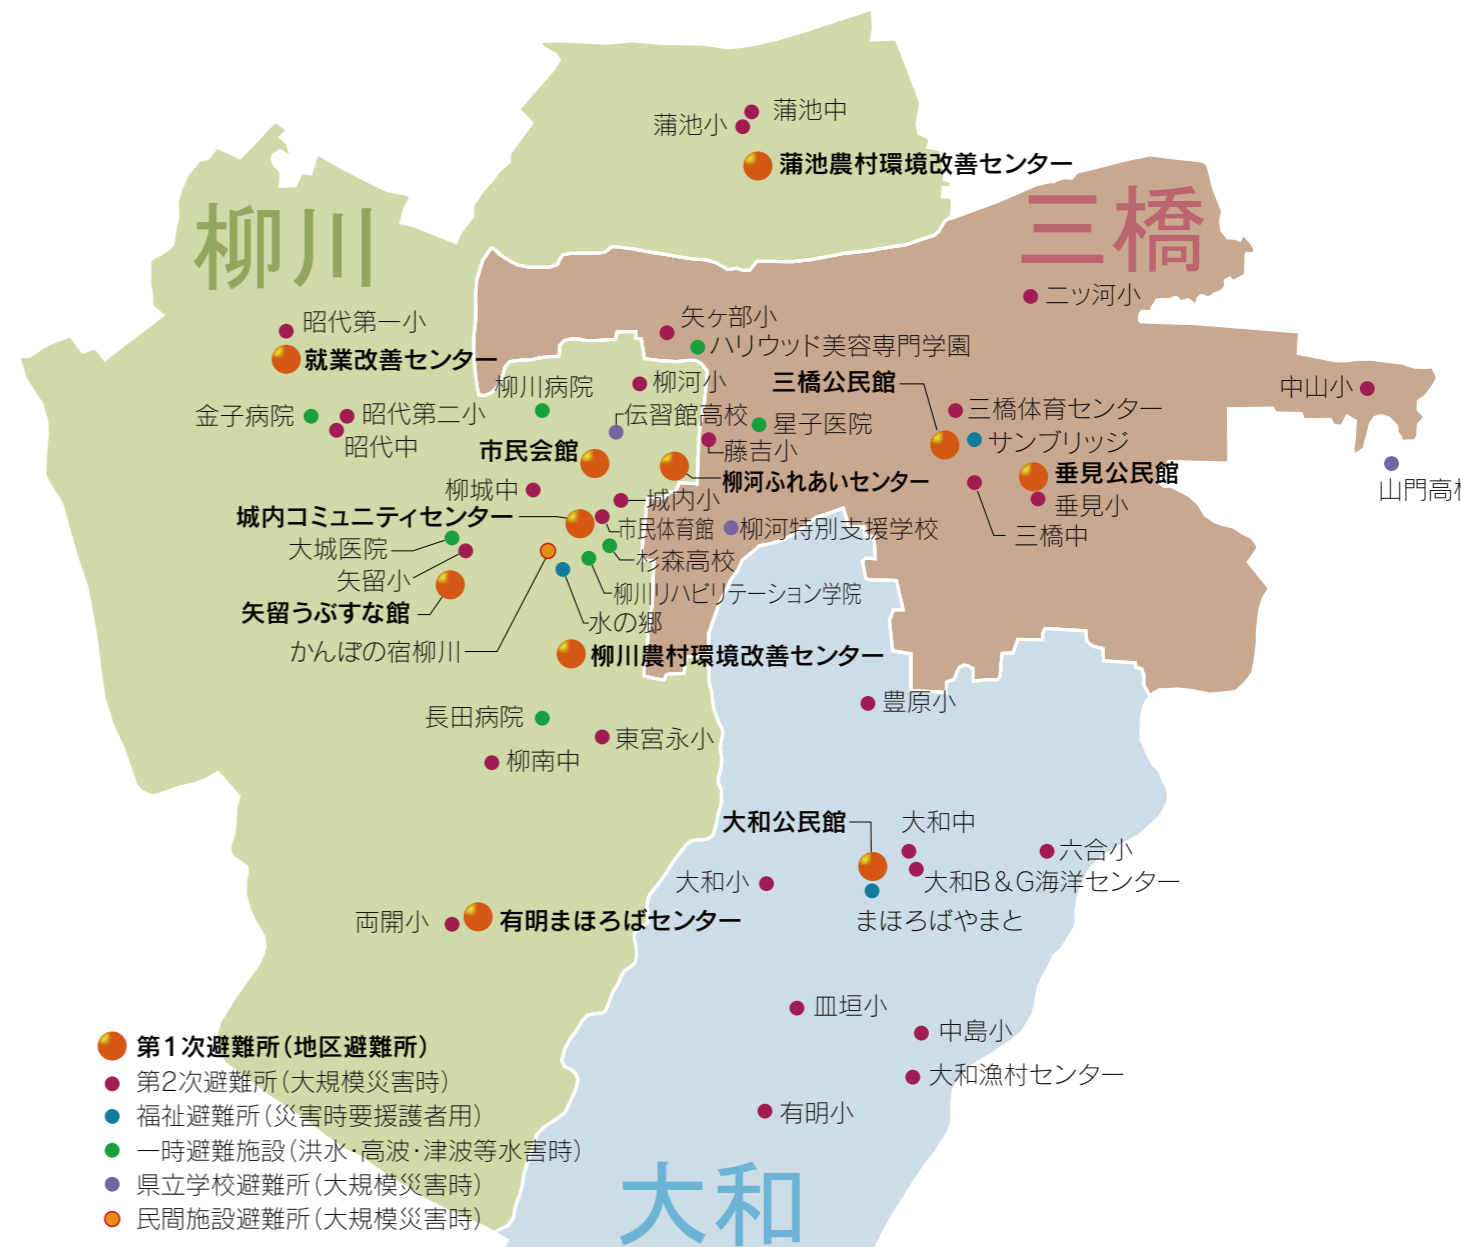 蒲池中
蒲池小
蒲池農村環境改善センター
柳川
三橋
二ッ河小
昭代第一小
矢ヶ部小
ハリウッド美容専門学園
就業改善センター
柳川病院
柳河小
三橋公民館
中山小
金子病院
昭代第二小
伝習館高校
星子医院
三橋体育センター
昭代中
市民会館
藤吉小
サンブリッジ
柳河ふれあいセンター
垂見公民館
柳城中
城内小
垂見小
山門高
城内コミュニティセンター
市民体育館
柳河特別支援学校
三橋中
大城医院
杉森高校
矢留小
柳川リハビリテーション学院
矢留うぶすな館
水の郷
かんぽの宿柳川
柳川農村環境改善センター
豊原小
長田病院
東宮永小
柳南中
大和公民館
大和中
六合小
大和小
大和B&G海洋センター
両開小
有明まほろばセンター
まほろばやまと
皿垣小
中島小
大和漁村センター
有明小
大和
第1次避難所(地区避難所)
第2次避難所(大規模災害時)
福祉避難所(災害時要援護者用)
一時避難施設(洪水・高波・津波等水害時)
県立学校避難所(大規模災害時)
民間施設避難所(大規模災害時)